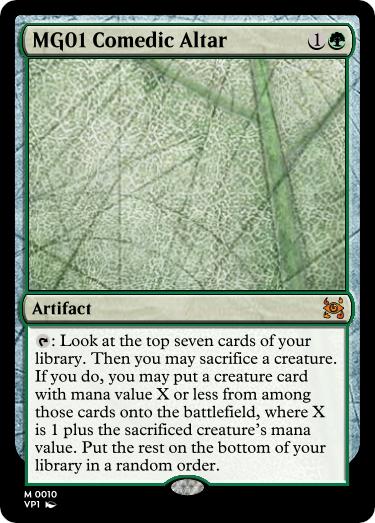 MG01 Comedic Altar 1
Artifact
: Look at the top seven cards of your
library. Then you may sacrifice a creature.
If you do, you may put a creature card
with mana value X or less from among
those cards onto the battlefield, where X
is 1 plus the sacrificed creature's mana
value. Put the rest on the bottom of your
library in a random order.
M 0010
VP1